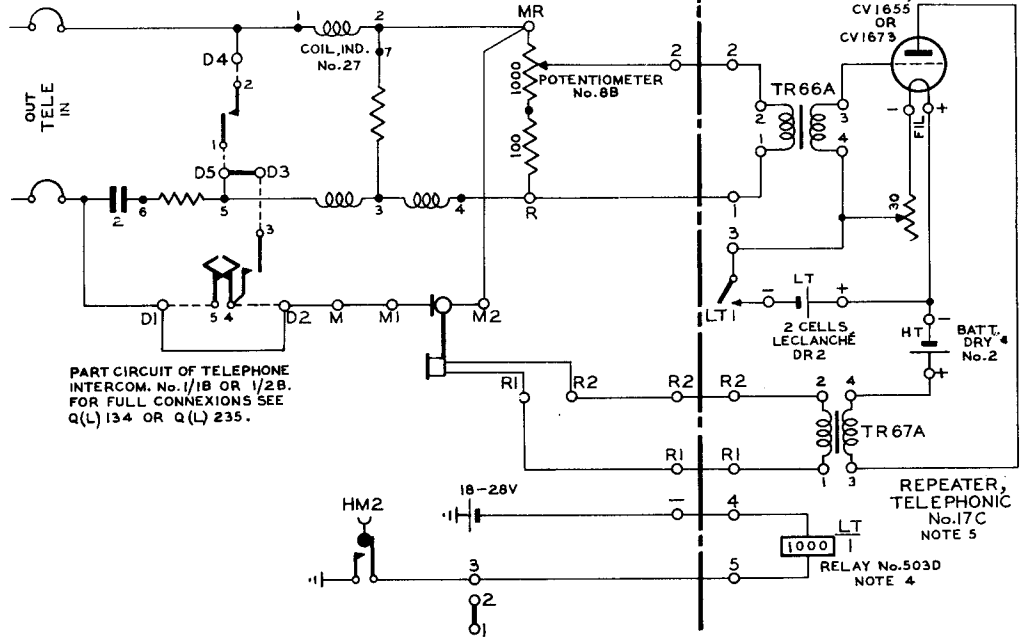 CV1655
OR
CV1673
MR
1 2
COIL, IND.
No. 27
7
D4
2
1
OUT
TELE
IN
1000
POTENTIOMETER
No. 8B
2 2
TR66A
2 3
1 4
- +
FIL
100
30
D5 D3
2 6 5 3 4 R 1
3
3
5 4
D1 D2 M M1 M2
LT1
- LT +
2 CELLS
LECLANCHÉ
DR2
-
HT
+
BATT.
DRY 4
No. 2
PART CIRCUIT OF TELEPHONE
INTERCOM. No. 1/1B OR 1/2B.
FOR FULL CONNEXIONS SEE
Q(L) 134 OR Q(L) 235.
R1 R2 R2 R2
2 4
TR67A
1 3
R1 R1
REPEATER,
TELEPHONIC
No. 17C
NOTE 5
18-28V
- 4
HM2
LT
1
1000
RELAY No. 503D
NOTE 4
3 5
2
1